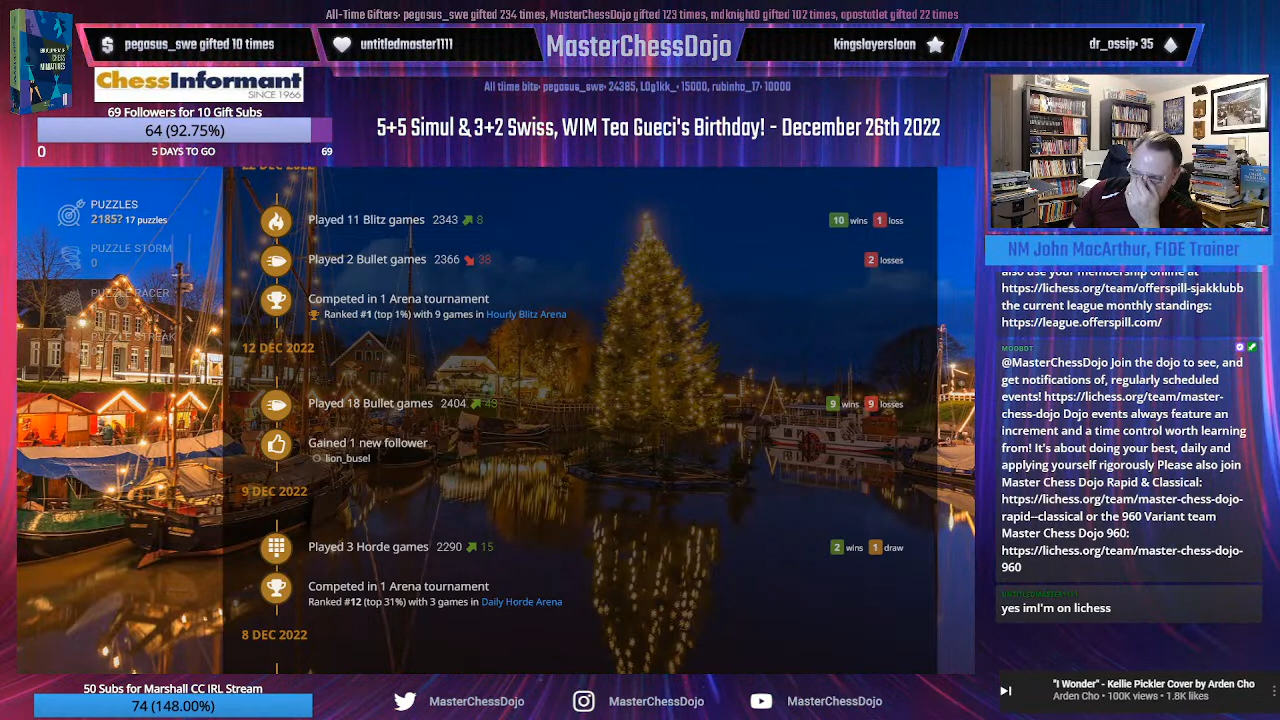 All-Time Gifters• pegasus_swe gifted 234 times, MasterChessDojo gifted 123 times, mdknight0 gifted 102 times, apostatlet gifted 22 times
pegasus_swe gifted 10 times
untitledmaster1111
MasterChessDojo
kingslayersloan
dr_ossip• 35
ChessInformant
SINCE 1966
All tiime bits• pegasus_swe• 24385, L0g1kk_• 15000, rubinho_17• 10000
69 Followers for 10 Gift Subs
64 (92.75%)
0
5 DAYS TO GO
69
5+5 Simul & 3+2 Swiss, WIM Tea Gueci's Birthday! - December 26th 2022
22 DEC 2022
PUZZLES
2185? 17 puzzles
PUZZLE STORM
0
PUZZLE RACER
PUZZLE STREAK
Played 11 Blitz games 2343 8
10 wins 1 loss
Played 2 Bullet games 2366 38
2 losses
Competed in 1 Arena tournament
Ranked #1 (top 1%) with 9 games in Hourly Blitz Arena
12 DEC 2022
Played 18 Bullet games 2404 43
9 wins 9 losses
Gained 1 new follower
lion_busel
9 DEC 2022
Played 3 Horde games 2290 15
2 wins 1 draw
Competed in 1 Arena tournament
Ranked #12 (top 31%) with 3 games in Daily Horde Arena
8 DEC 2022
NM John MacArthur, FIDE Trainer
also use your membership online at
https://lichess.org/team/offerspill-sjakklubb
the current league monthly standings:
https://league.offerspill.com/
MOOBOT
@MasterChessDojo Join the dojo to see, and
get notifications of, regularly scheduled
events! https://lichess.org/team/master-
chess-dojo Dojo events always feature an
increment and a time control worth learning
from! It's about doing your best, daily and
applying yourself rigorously Please also join
Master Chess Dojo Rapid & Classical:
https://lichess.org/team/master-chess-dojo-
rapid--classical or the 960 Variant team
Master Chess Dojo 960:
https://lichess.org/team/master-chess-dojo-
960
UNTITLEDMASTER1111
yes imI'm on lichess
50 Subs for Marshall CC IRL Stream
74 (148.00%)
MasterChessDojo
MasterChessDojo
MasterChessDojo
"I Wonder" - Kellie Pickler Cover by Arden Cho
Arden Cho • 100K views • 1.8K likes